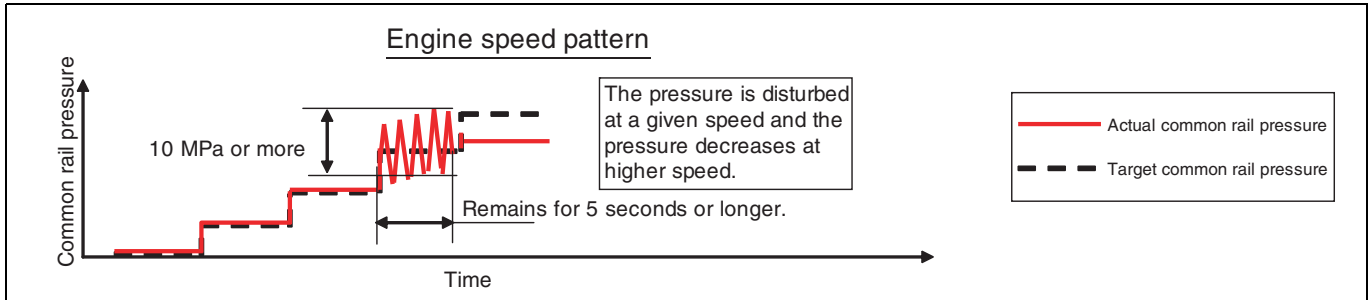 Engine speed pattern
Common rail pressure
10 MPa or more
The pressure is disturbed
at a given speed and the
pressure decreases at
higher speed.
Remains for 5 seconds or longer.
Time
Actual common rail pressure
Target common rail pressure